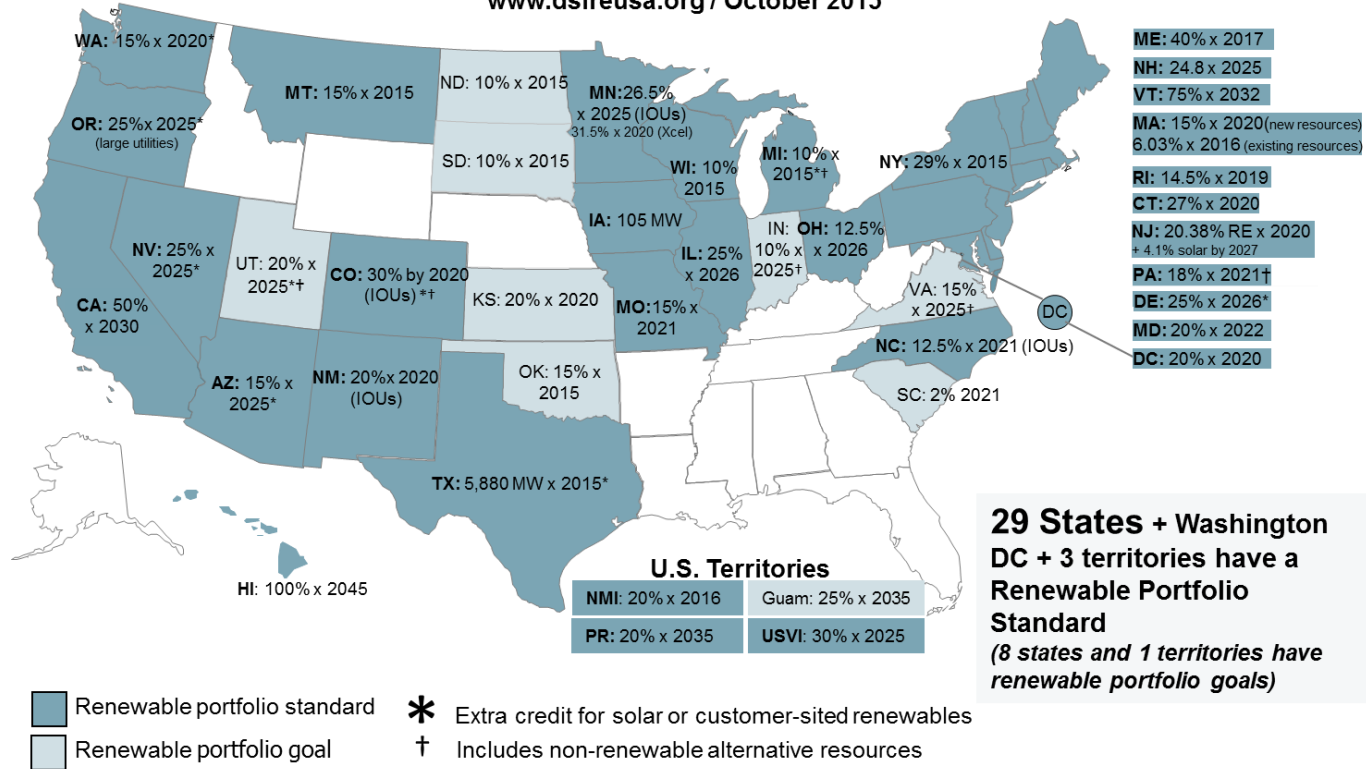 www.dsireusa.org / October 2015
WA: 15% x 2020*
MT: 15% x 2015
ND: 10% x 2015
MN:26.5%
x 2025 (IOUs)
31.5% x 2020 (Xcel)
OR: 25%x 2025*
(large utilities)
SD: 10% x 2015
WI: 10%
2015
MI: 10% x
2015*†
NY: 29% x 2015
NV: 25% x
2025*
UT: 20% x
2025*†
CO: 30% by 2020
(IOUs) *†
IA: 105 MW
IL: 25%
x 2026
IN:
10% x
2025†
OH: 12.5%
x 2026
CA: 50%
x 2030
KS: 20% x 2020
MO:15% x
2021
VA: 15%
x 2025†
DC
NC: 12.5% x 2021 (IOUs)
AZ: 15% x
2025*
NM: 20%x 2020
(IOUs)
OK: 15% x
2015
SC: 2% 2021
TX: 5,880 MW x 2015*
HI: 100% x 2045
ME: 40% x 2017
NH: 24.8 x 2025
VT: 75% x 2032
MA: 15% x 2020(new resources)
6.03% x 2016 (existing resources)
RI: 14.5% x 2019
CT: 27% x 2020
NJ: 20.38% RE x 2020
+ 4.1% solar by 2027
PA: 18% x 2021†
DE: 25% x 2026*
MD: 20% x 2022
DC: 20% x 2020
U.S. Territories
NMI: 20% x 2016
Guam: 25% x 2035
PR: 20% x 2035
USVI: 30% x 2025
29 States + Washington
DC + 3 territories have a
Renewable Portfolio
Standard
(8 states and 1 territories have
renewable portfolio goals)
Renewable portfolio standard
Renewable portfolio goal
* Extra credit for solar or customer-sited renewables
† Includes non-renewable alternative resources